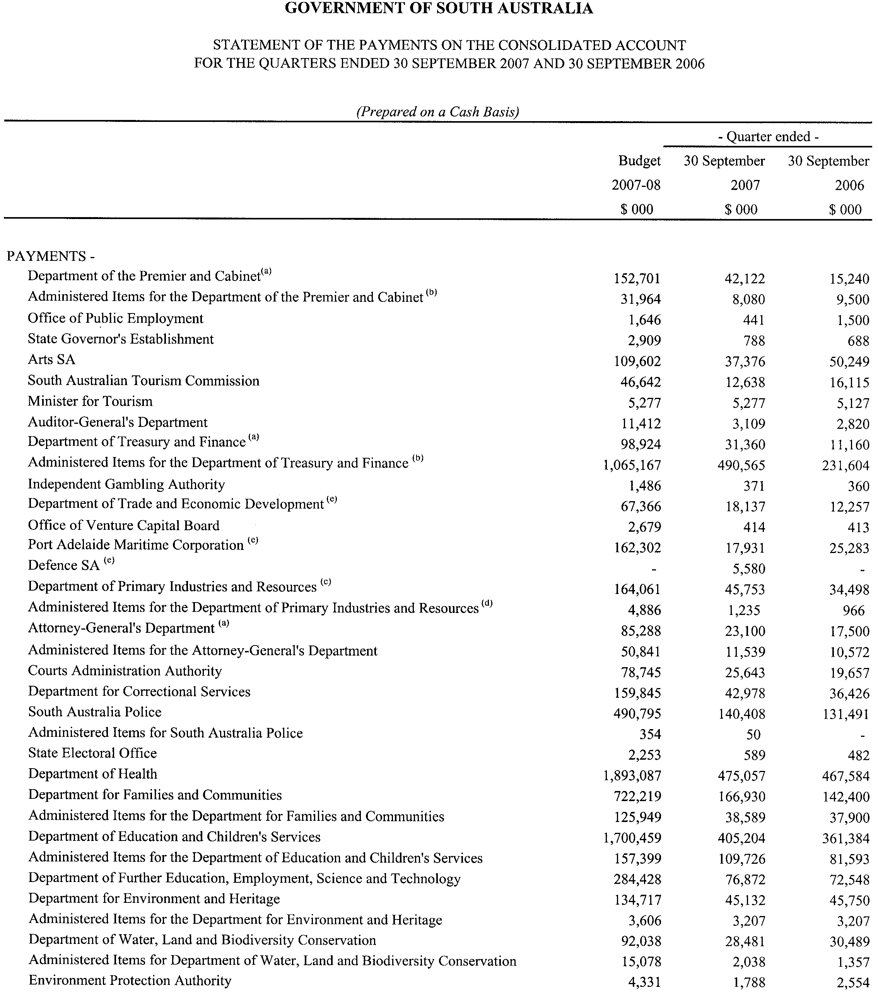 GOVERNMENT OF SOUTH AUSTRALIA
STATEMENT OF THE PAYMENTS ON THE CONSOLIDATED ACCOUNT
FOR THE QUARTERS ENDED 30 SEPTEMBER 2007 AND 30 SEPTEMBER 2006
(Prepared on a Cash Basis)
- Quarter ended -
Budget 30 September 30 September
2007-08 2007 2006
$ 000 $ 000 $ 000
PAYMENTS -
Department of the Premier and Cabinet(a) 152,701 42,122 15,240
Administered Items for the Department of the Premier and Cabinet (b) 31,964 8,080 9,500
Office of Public Employment 1,646 441 1,500
State Governor's Establishment 2,909 788 688
Arts SA 109,602 37,376 50,249
South Australian Tourism Commission 46,642 12,638 16,115
Minister for Tourism 5,277 5,277 5,127
Auditor-General's Department 11,412 3,109 2,820
Department of Treasury and Finance (a) 98,924 31,360 11,160
Administered Items for the Department of Treasury and Finance (b) 1,065,167 490,565 231,604
Independent Gambling Authority 1,486 371 360
Department of Trade and Economic Development (e) 67,366 18,137 12,257
Office of Venture Capital Board 2,679 414 413
Port Adelaide Maritime Corporation (e) 162,302 17,931 25,283
Defence SA (e) - 5,580 -
Department of Primary Industries and Resources (c) 164,061 45,753 34,498
Administered Items for the Department of Primary Industries and Resources (d) 4,886 1,235 966
Attorney-General's Department (a) 85,288 23,100 17,500
Administered Items for the Attorney-General's Department 50,841 11,539 10,572
Courts Administration Authority 78,745 25,643 19,657
Department for Correctional Services 159,845 42,978 36,426
South Australia Police 490,795 140,408 131,491
Administered Items for South Australia Police 354 50 -
State Electoral Office 2,253 589 482
Department of Health 1,893,087 475,057 467,584
Department for Families and Communities 722,219 166,930 142,400
Administered Items for the Department for Families and Communities 125,949 38,589 37,900
Department of Education and Children's Services 1,700,459 405,204 361,384
Administered Items for the Department of Education and Children's Services 157,399 109,726 81,593
Department of Further Education, Employment, Science and Technology 284,428 76,872 72,548
Department for Environment and Heritage 134,717 45,132 45,750
Administered Items for the Department for Environment and Heritage 3,606 3,207 3,207
Department of Water, Land and Biodiversity Conservation 92,038 28,481 30,489
Administered Items for Department of Water, Land and Biodiversity Conservation 15,078 2,038 1,357
Environment Protection Authority 4,331 1,788 2,554